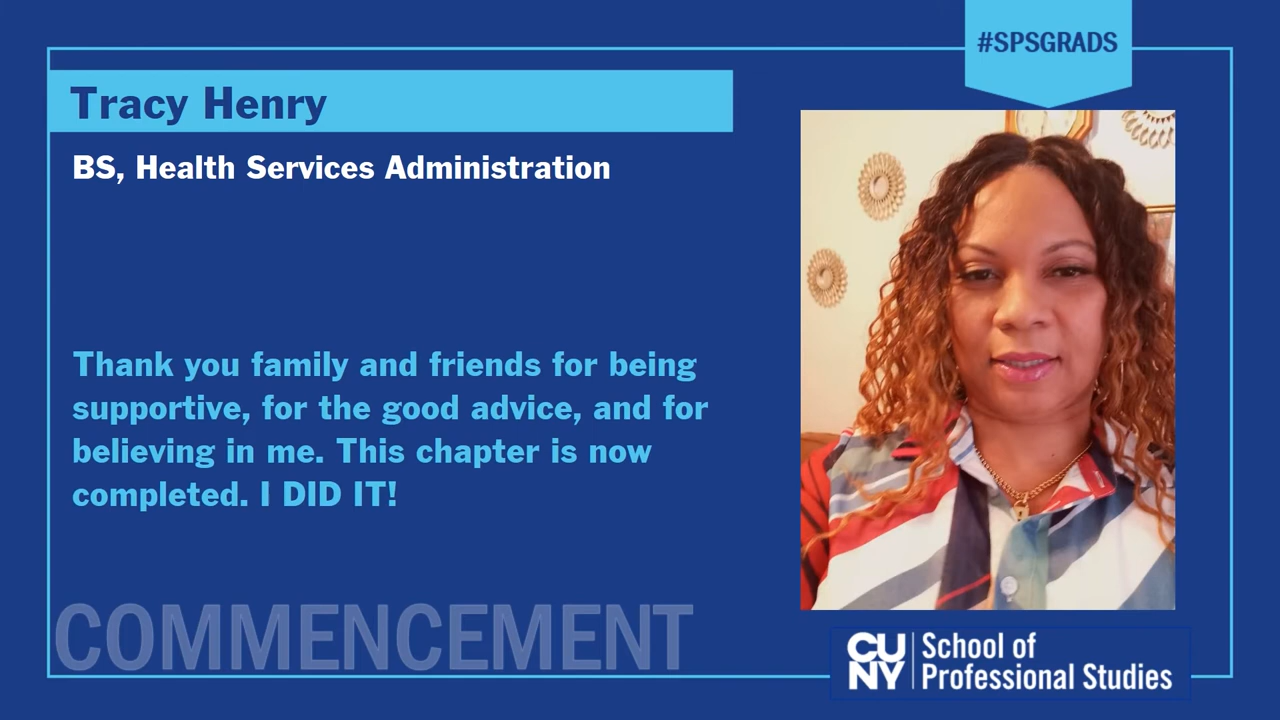 #SPSGRADS
Tracy Henry
BS, Health Services Administration
Thank you family and friends for being
supportive, for the good advice, and for
believing in me. This chapter is now
completed. I DID IT!
COMMENCEMENT
CU
NY
School of
Professional Studies